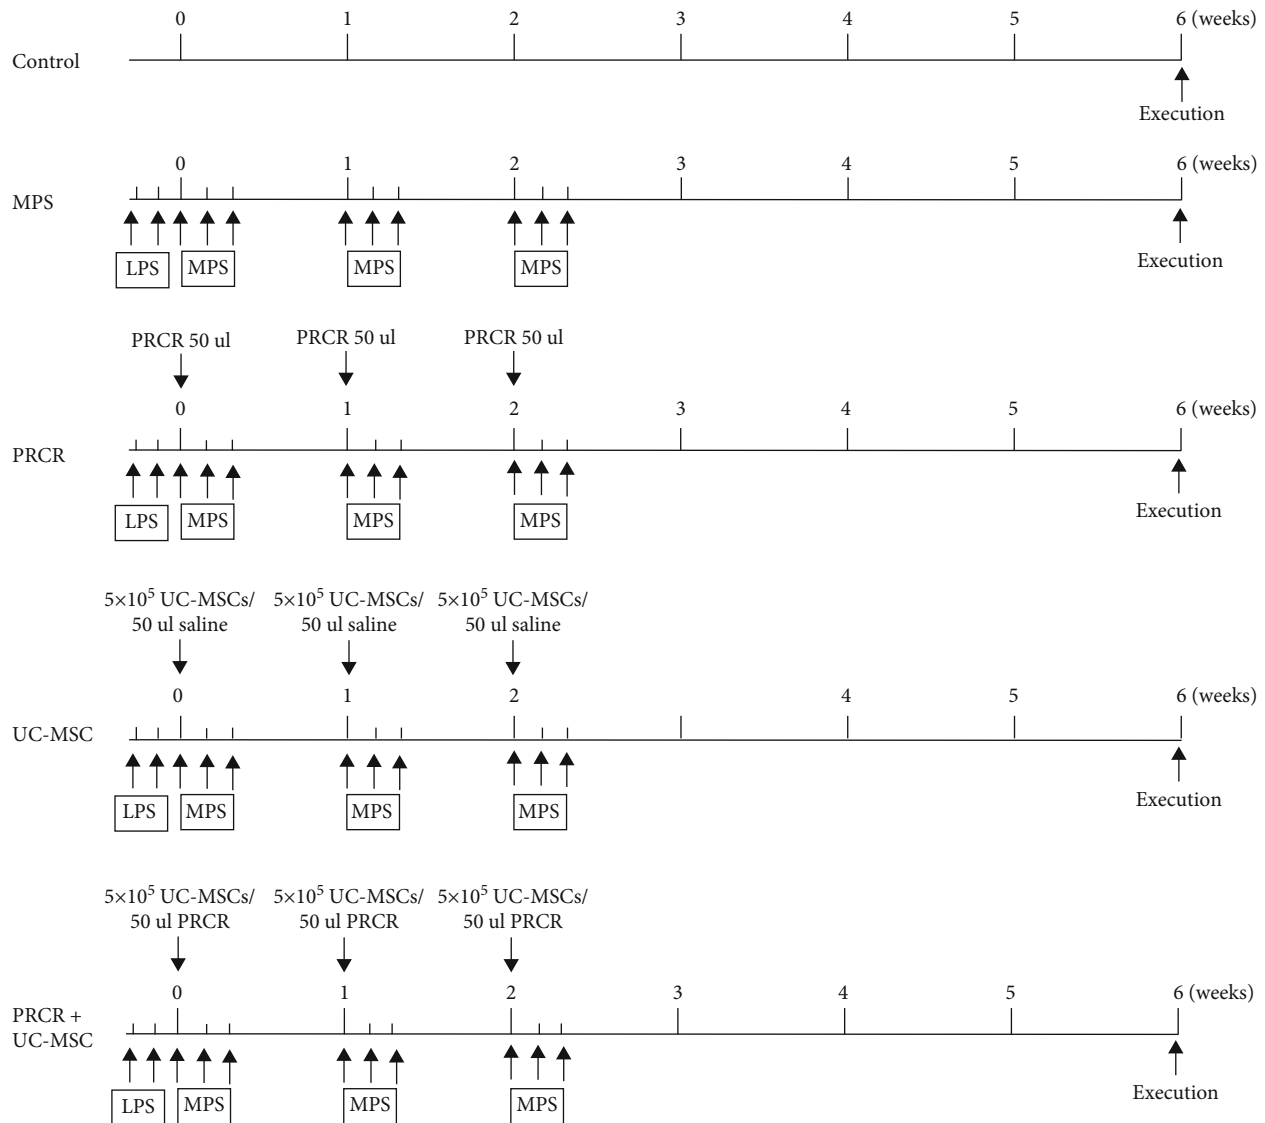 0 1 2 3 4 5 6 (weeks)
Control
Execution
0 1 2 3 4 5 6 (weeks)
MPS
LPS MPS MPS MPS Execution
PRCR 50 ul PRCR 50 ul PRCR 50 ul
0 1 2 3 4 5 6 (weeks)
PRCR
LPS MPS MPS MPS Execution
5×10⁵ UC-MSCs/ 5×10⁵ UC-MSCs/ 5×10⁵ UC-MSCs/
50 ul saline 50 ul saline 50 ul saline
0 1 2 4 5 6 (weeks)
UC-MSC
LPS MPS MPS MPS Execution
5×10⁵ UC-MSCs/ 5×10⁵ UC-MSCs/ 5×10⁵ UC-MSCs/
50 ul PRCR 50 ul PRCR 50 ul PRCR
0 1 2 3 4 5 6 (weeks)
PRCR +
UC-MSC
LPS MPS MPS MPS Execution